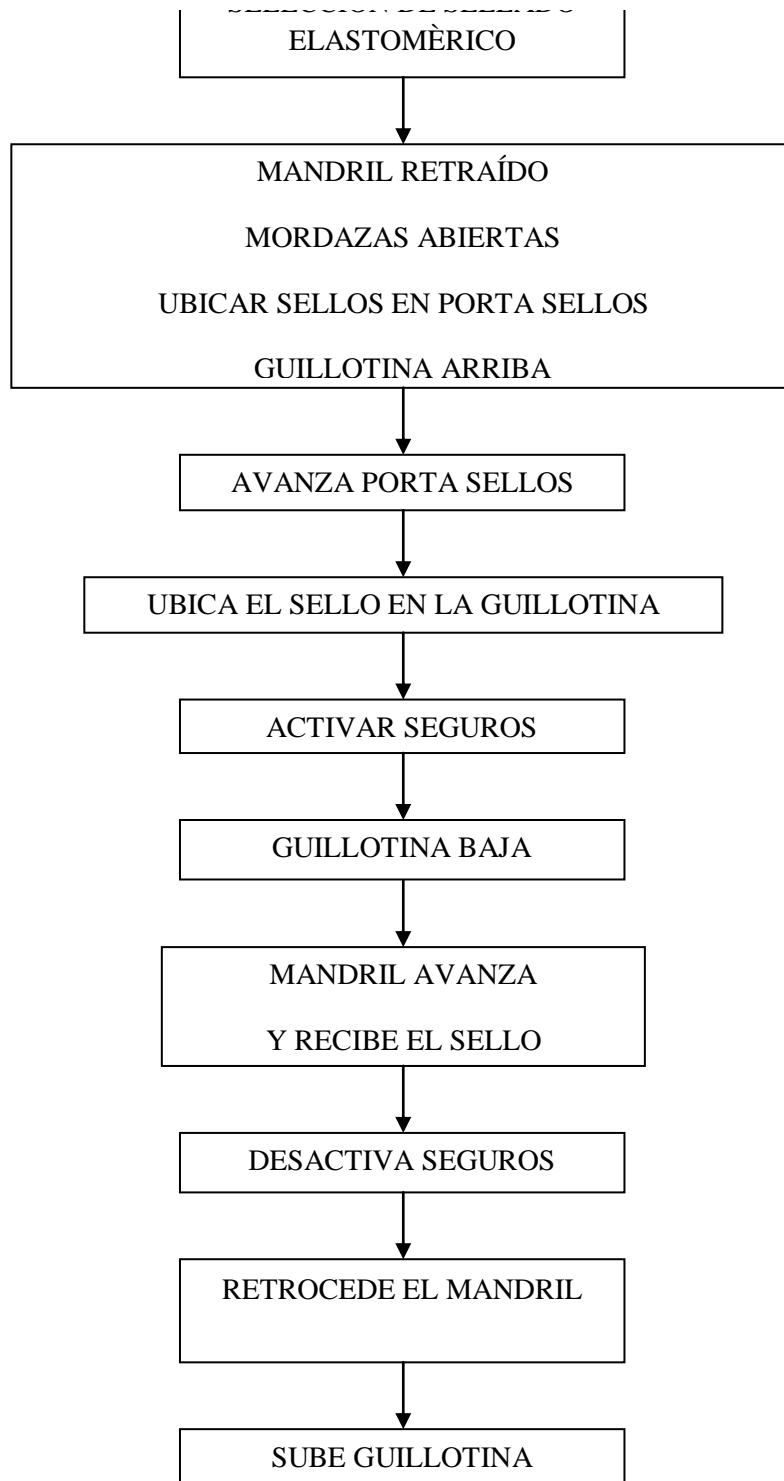 ELASTOMÈRICO
MANDRIL RETRAÍDO
MORDAZAS ABIERTAS
UBICAR SELLOS EN PORTA SELLOS
GUILLOTINA ARRIBA
AVANZA PORTA SELLOS
UBICA EL SELLO EN LA GUILLOTINA
ACTIVAR SEGUROS
GUILLOTINA BAJA
MANDRIL AVANZA
Y RECIBE EL SELLO
DESACTIVA SEGUROS
RETROCEDE EL MANDRIL
SUBE GUILLOTINA